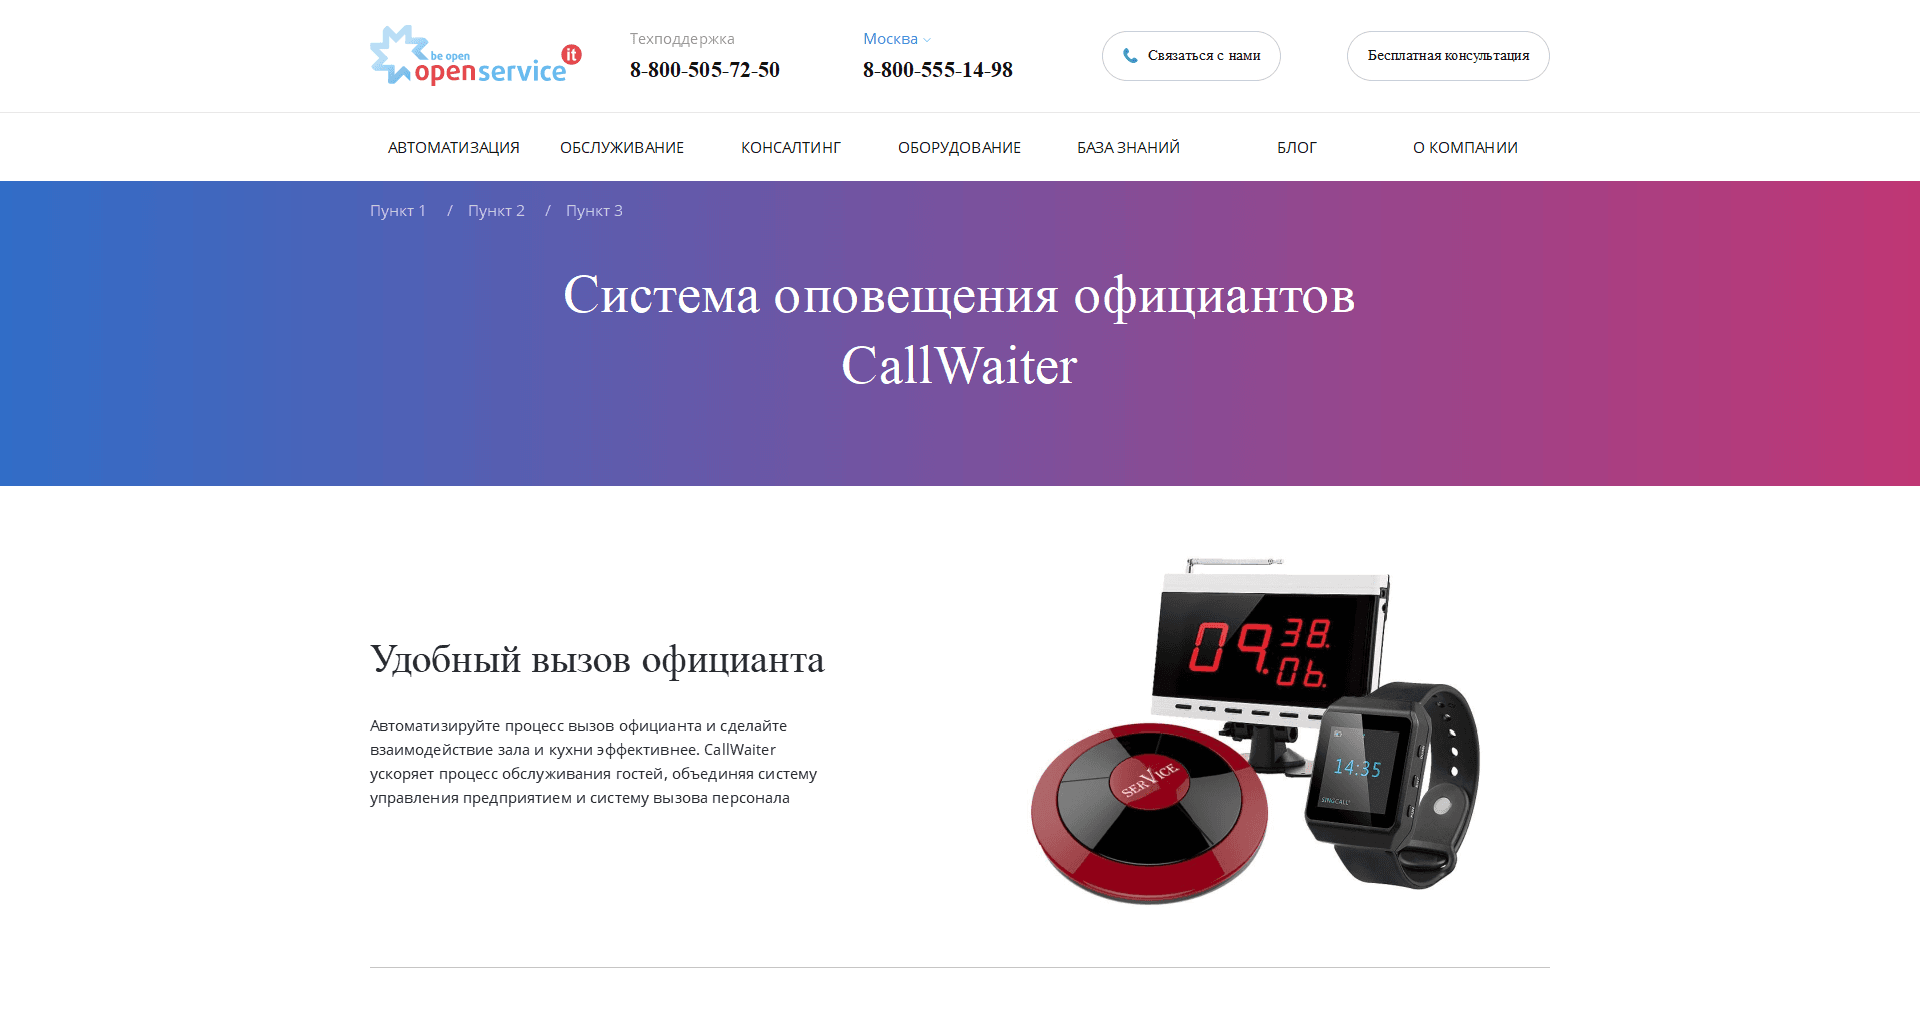 be open
openservice it
Техподдержка
8-800-505-72-50
Москва
8-800-555-14-98
Связаться с нами
Бесплатная консультация
АВТОМАТИЗАЦИЯ ОБСЛУЖИВАНИЕ КОНСАЛТИНГ ОБОРУДОВАНИЕ БАЗА ЗНАНИЙ БЛОГ О КОМПАНИИ
Пункт 1 / Пункт 2 / Пункт 3
Система оповещения официантов
CallWaiter
Удобный вызов официанта
Автоматизируйте процесс вызов официанта и сделайте
взаимодействие зала и кухни эффективнее. CallWaiter
ускоряет процесс обслуживания гостей, объединяя систему
управления предприятием и систему вызова персонала
09.
38.
06.
SERVICE
14:35
SINGCALL